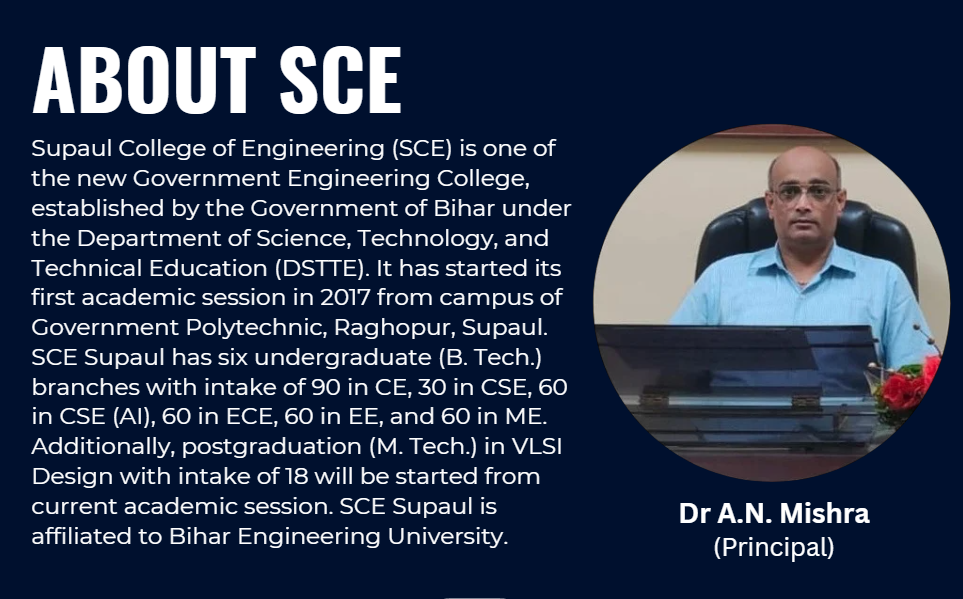 ABOUT SCE
Supaul College of Engineering (SCE) is one of
the new Government Engineering College,
established by the Government of Bihar under
the Department of Science, Technology, and
Technical Education (DSTTE). It has started its
first academic session in 2017 from campus of
Government Polytechnic, Raghopur, Supaul.
SCE Supaul has six undergraduate (B. Tech.)
branches with intake of 90 in CE, 30 in CSE, 60
in CSE (AI), 60 in ECE, 60 in EE, and 60 in ME.
Additionally, postgraduation (M. Tech.) in VLSI
Design with intake of 18 will be started from
current academic session. SCE Supaul is
affiliated to Bihar Engineering University.
Dr A.N. Mishra
(Principal)